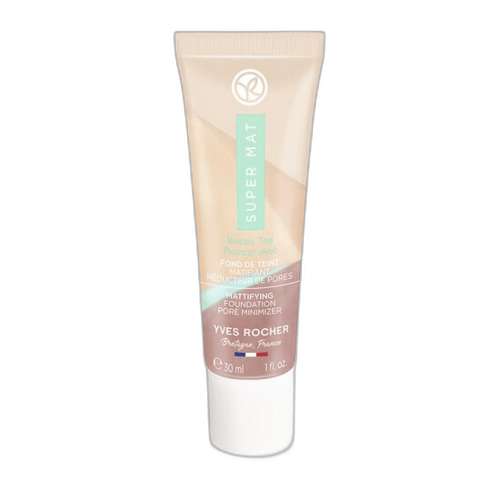 SUPER MAT
FOND DE TEINT
MATIFIANT
RÉDUCTEUR DE PORES
MATTIFYING
FOUNDATION
PORE MINIMIZER
YVES ROCHER
Bretagne, France
℮ 30 ml 1 fl. oz.